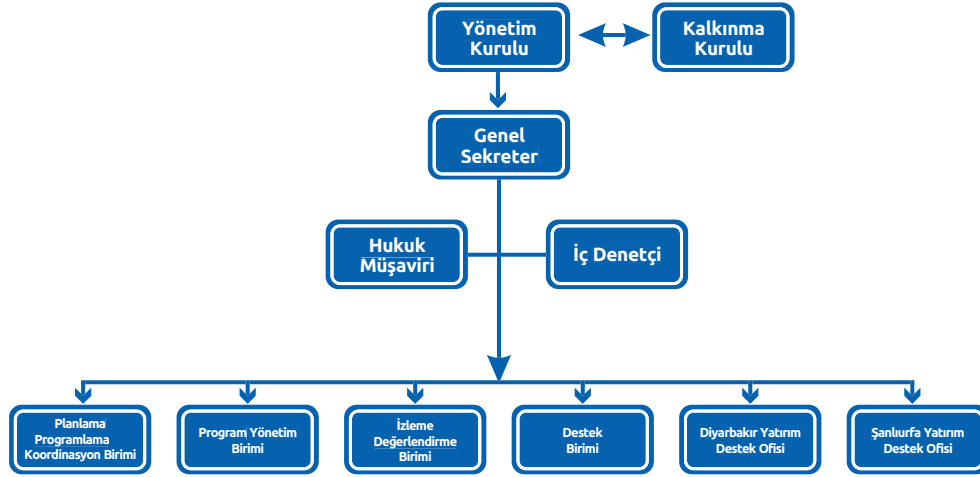 Yönetim
Kurulu
Kalkınma
Kurulu
Genel
Sekreter
Hukuk
Müşaviri
İç Denetçi
Planlama
Programlama
Koordinasyon Birimi
Program Yönetim
Birimi
İzleme
Değerlendirme
Birimi
Destek
Birimi
Diyarbakır Yatırım
Destek Ofisi
Şanlıurfa Yatırım
Destek Ofisi